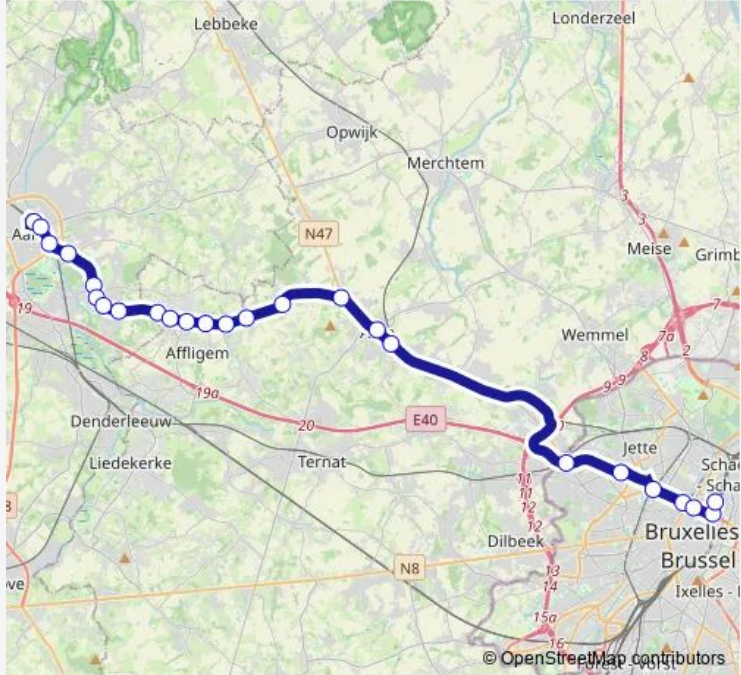 Lebbeke
Londerzeel
Opwijk
Merchtem
N47
3
3
Meise
Grimb
19
7
7a
Wemmel
8
2
Affligem
9
9
19a
E40
20
Denderleeuw
Jette
Liedekerke
Ternat
11
11
12
12
Dilbeek
Bruxelles
Brussel
N8
13
14
Ixelles -
15a
16
© OpenStreetMap contributors